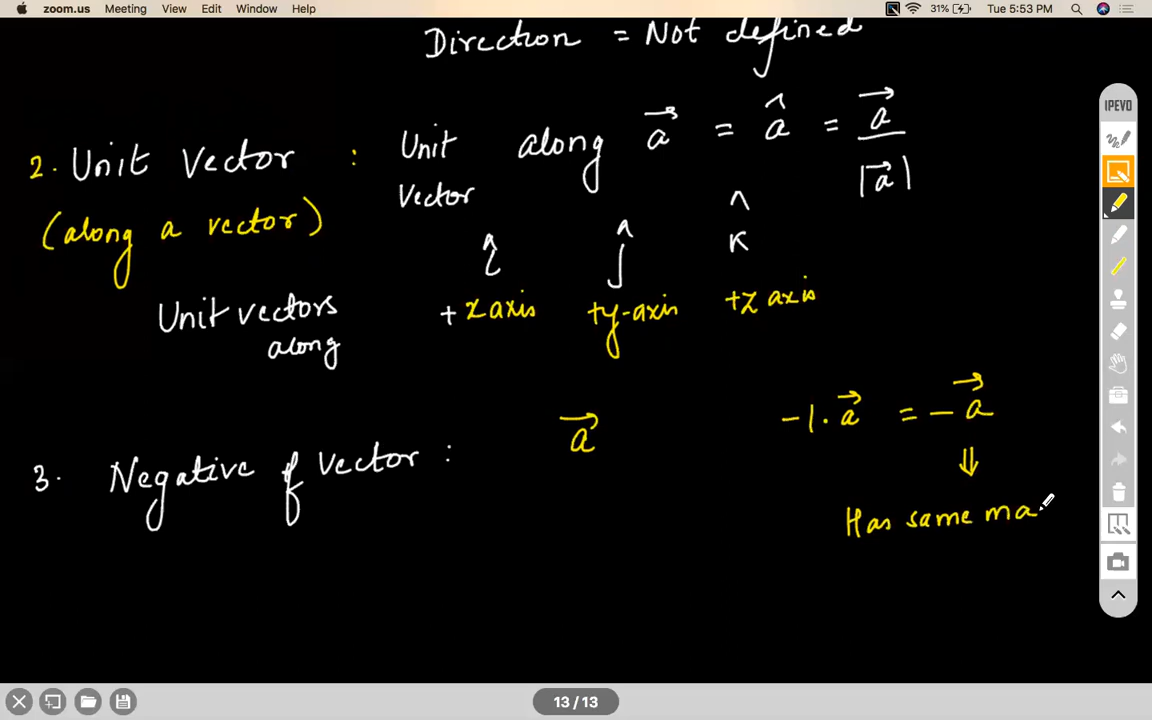 zoom.us Meeting View Edit Window Help 31% Tue 5:53 PM
Direction = Not defined
2. Unit Vector : Unit along a⃗ = â = a⃗ / |a⃗|
Vector
(along a vector)
î ĵ k̂
Unit vectors +x axis +y-axis +z axis
along
3. Negative of vector : a⃗ -1. a⃗ = - a⃗
⇓
Has same ma
IPEVO
13 / 13